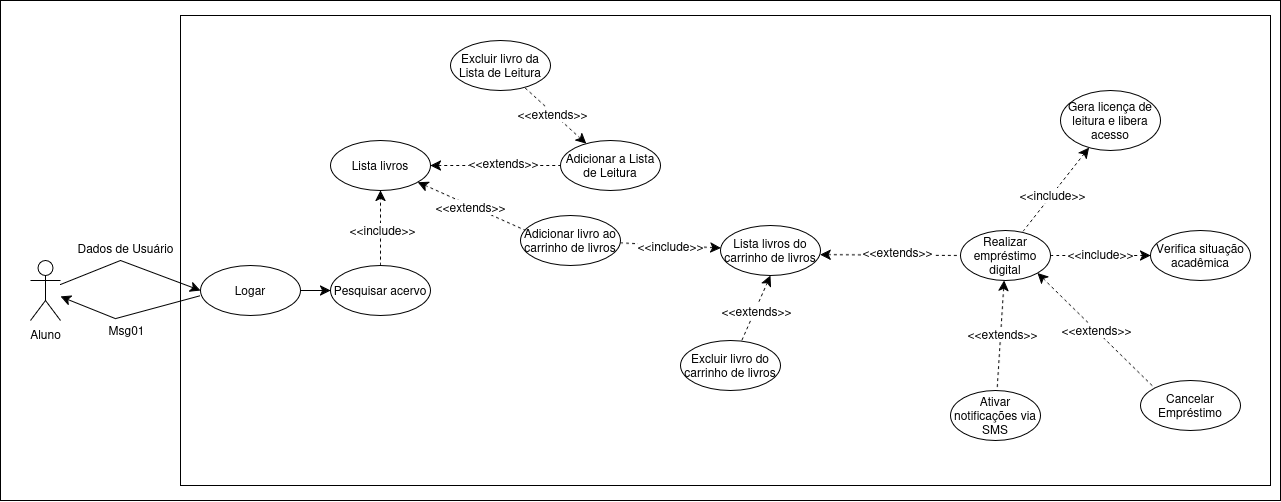 Excluir livro da
Lista de Leitura
<<extends>>
Gera licença de
leitura e libera
acesso
Lista livros
<<extends>>
Adicionar a Lista
de Leitura
<<include>>
<<extends>>
<<include>>
Adicionar livro ao
carrinho de livros
<<include>>
Lista livros do
carrinho de livros
<<extends>>
Realizar
empréstimo
digital
<<include>>
Verifica situação
acadêmica
Dados de Usuário
Logar
Pesquisar acervo
Aluno
Msg01
<<extends>>
<<extends>>
<<extends>>
Excluir livro do
carrinho de livros
Ativar
notificações via
SMS
Cancelar
Empréstimo